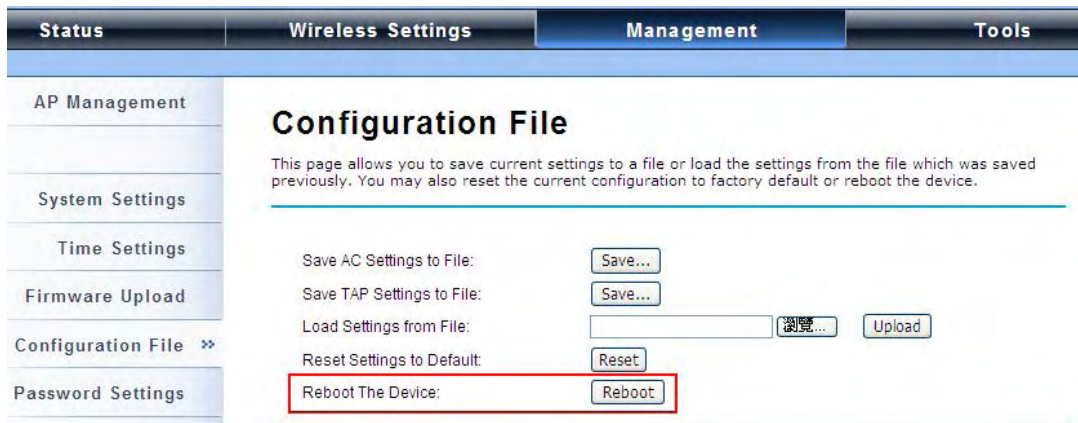 Status Wireless Settings Management Tools
AP Management
System Settings
Time Settings
Firmware Upload
Configuration File »
Password Settings
Configuration File
This page allows you to save current settings to a file or load the settings from the file which was saved
previously. You may also reset the current configuration to factory default or reboot the device.
Save AC Settings to File: Save...
Save TAP Settings to File: Save...
Load Settings from File: 瀏覽... Upload
Reset Settings to Default: Reset
Reboot The Device: Reboot